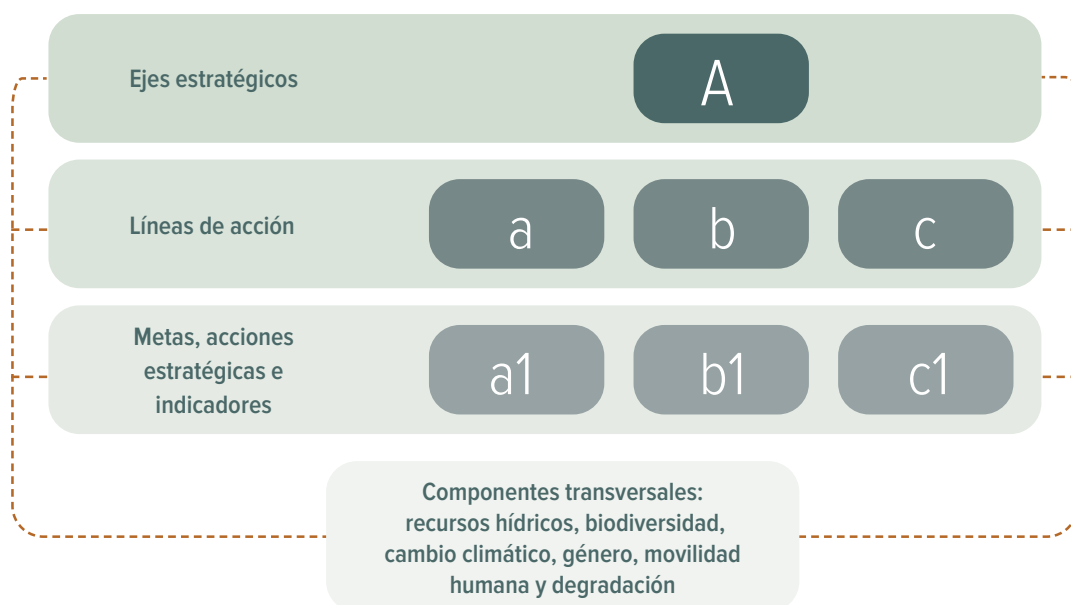 Ejes estratégicos
A
Líneas de acción
a
b
c
Metas, acciones
estratégicas e
indicadores
a1
b1
c1
Componentes transversales:
recursos hídricos, biodiversidad,
cambio climático, género, movilidad
humana y degradación